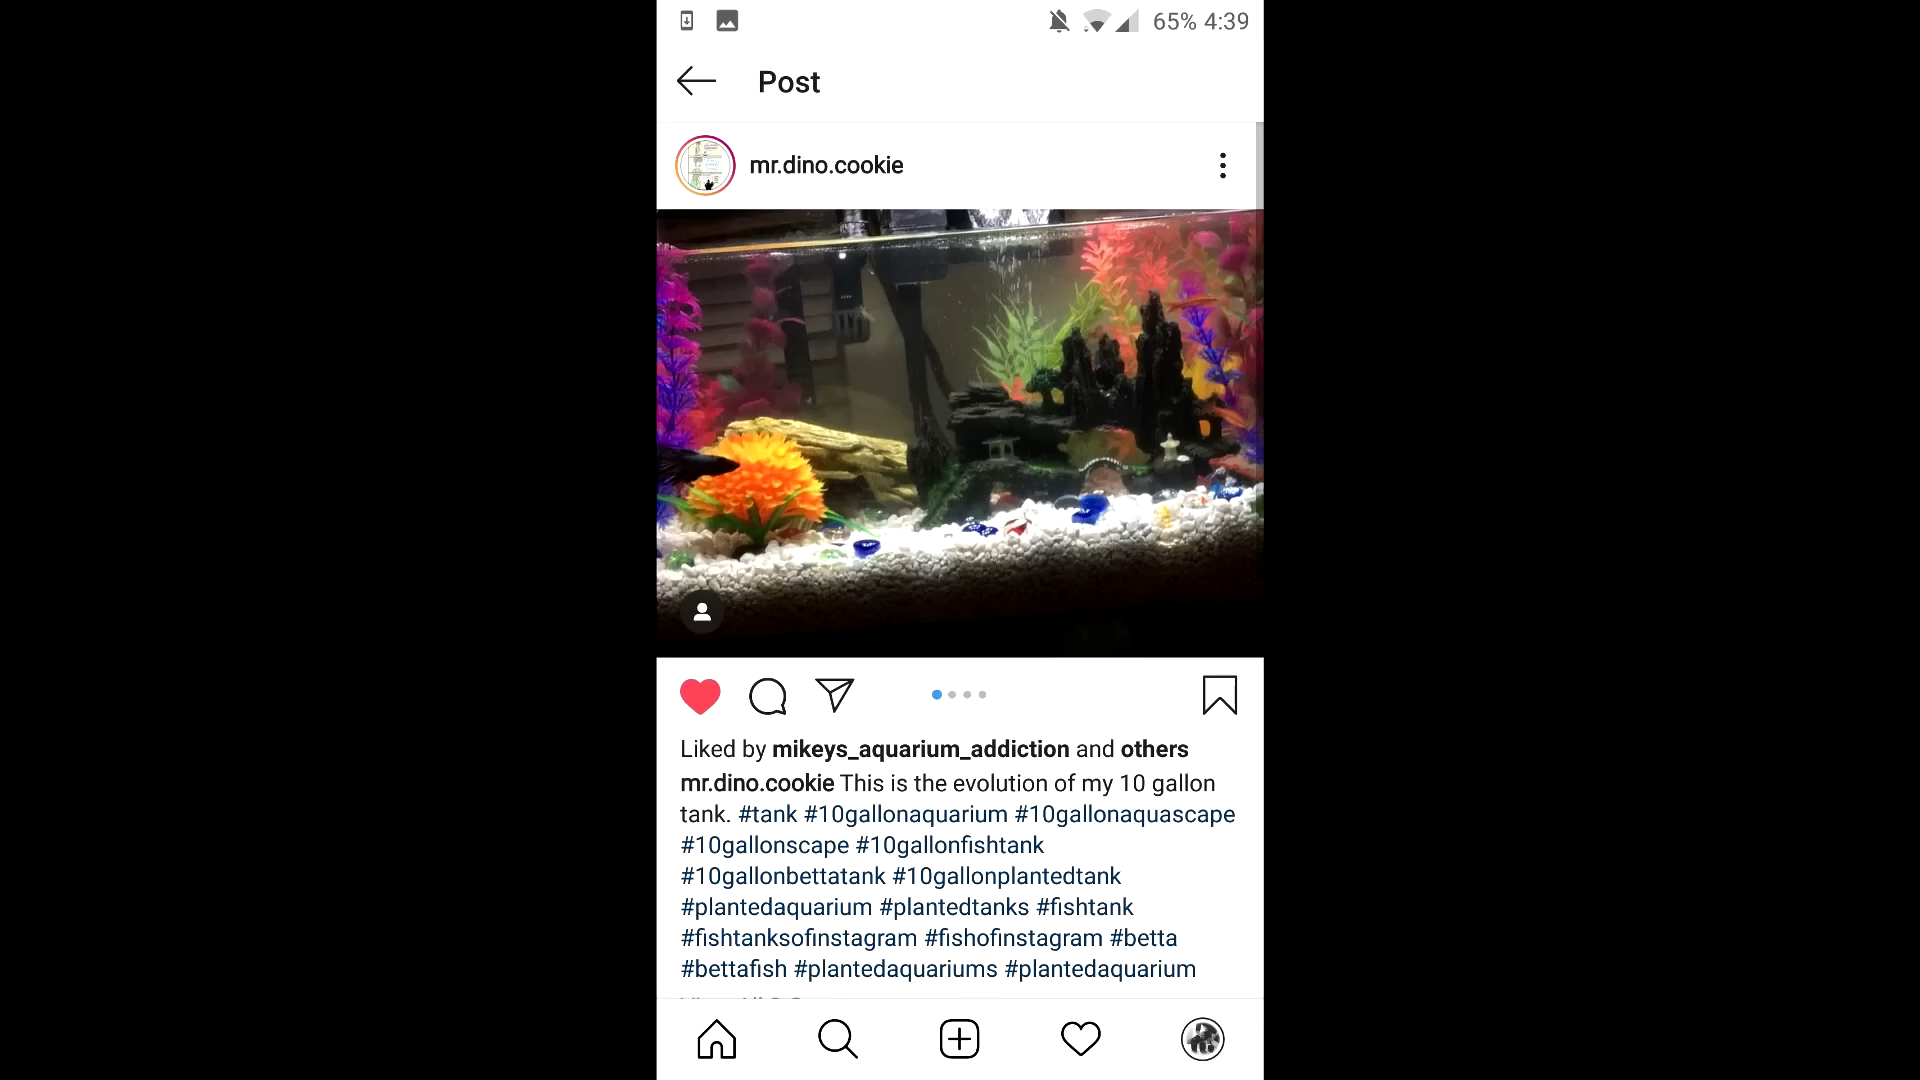 65% 4:39
Post
mr.dino.cookie
Liked by mikeys_aquarium_addiction and others
mr.dino.cookie This is the evolution of my 10 gallon
tank. #tank #10gallonaquarium #10gallonaquascape
#10gallonscape #10gallonfishtank
#10gallonbettatank #10gallonplantedtank
#plantedaquarium #plantedtanks #fishtank
#fishtanksofinstagram #fishofinstagram #betta
#bettafish #plantedaquariums #plantedaquarium